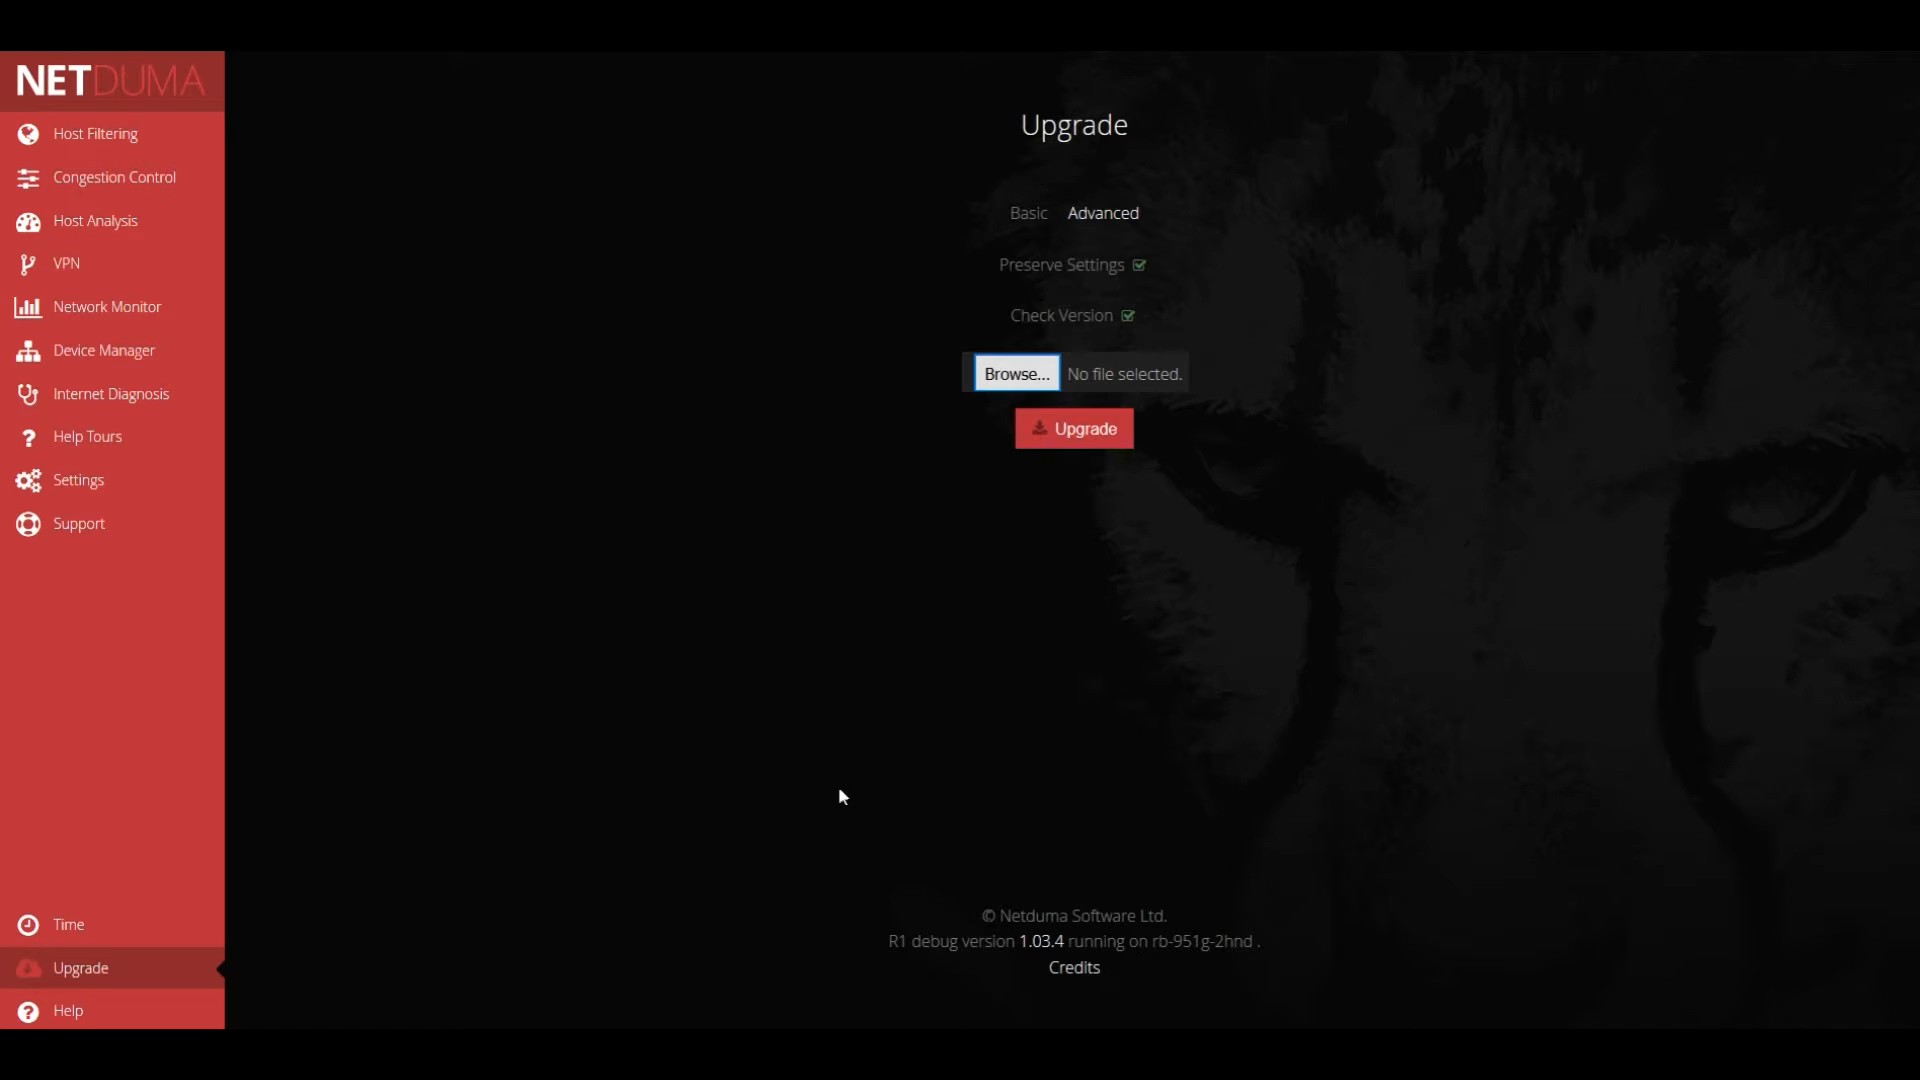 NETDUMA
Host Filtering
Congestion Control
Host Analysis
VPN
Network Monitor
Device Manager
Internet Diagnosis
Help Tours
Settings
Support
Time
Upgrade
Help
Upgrade
Basic Advanced
Preserve Settings
Check Version
Browse... No file selected.
Upgrade
© Netduma Software Ltd.
R1 debug version 1.03.4 running on rb-951g-2hnd .
Credits